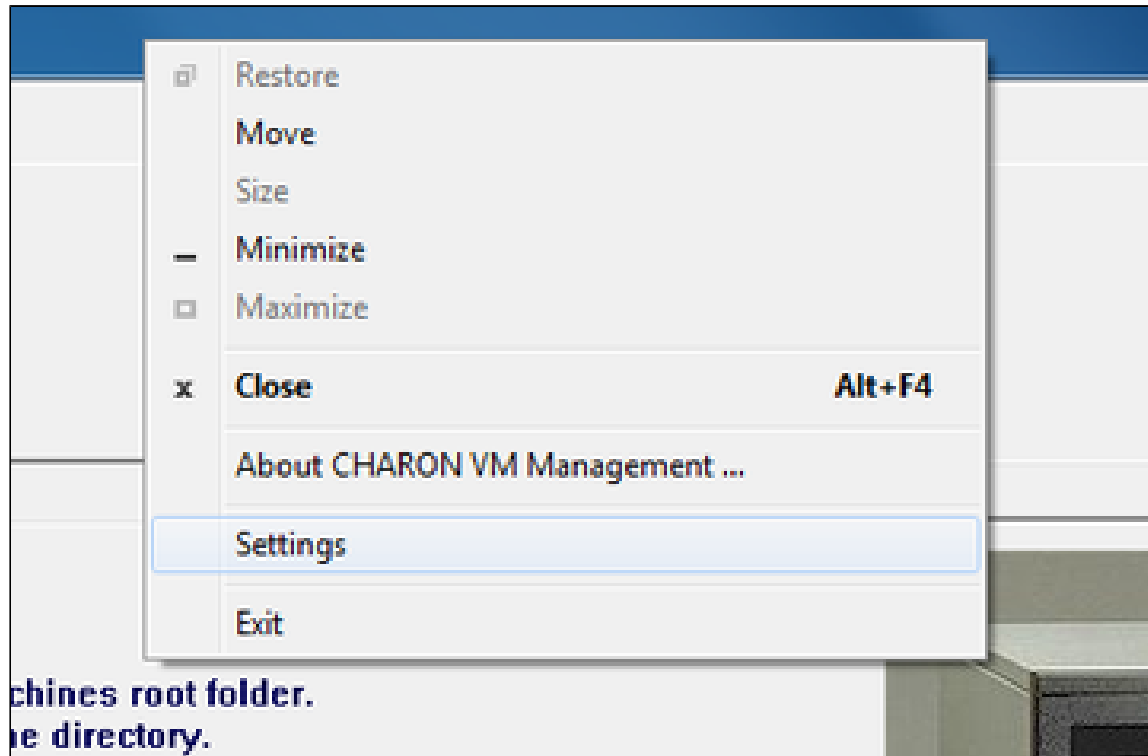 Restore
Move
Size
Minimize
Maximize
Close Alt+F4
About CHARON VM Management ...
Settings
Exit
chines root folder.
e directory.